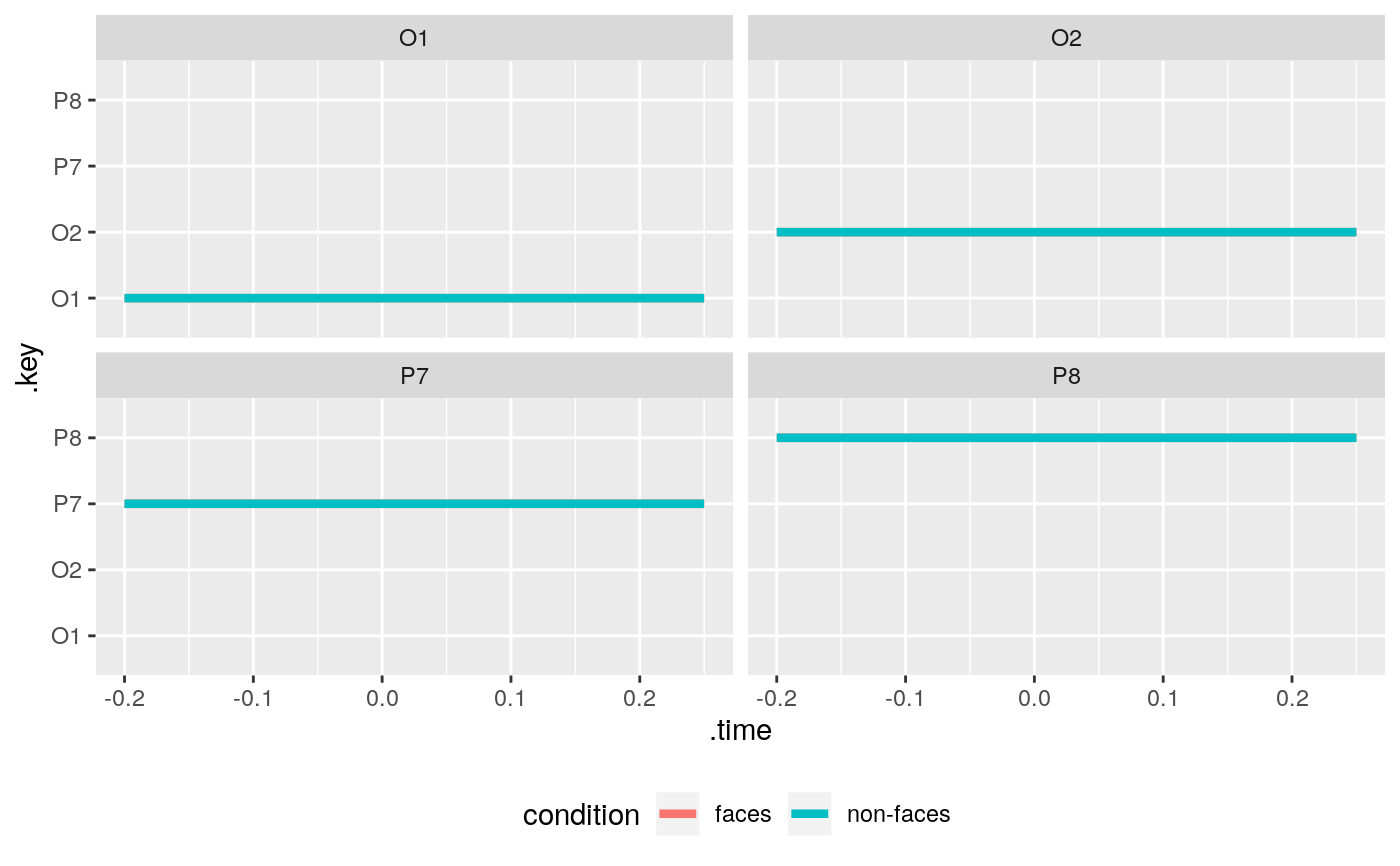 O1
O2
P8
P7
O2
O1
.key
P7
P8
P8
P7
O2
O1
-0.2 -0.1 0.0 0.1 0.2 -0.2 -0.1 0.0 0.1 0.2
.time
condition faces non-faces